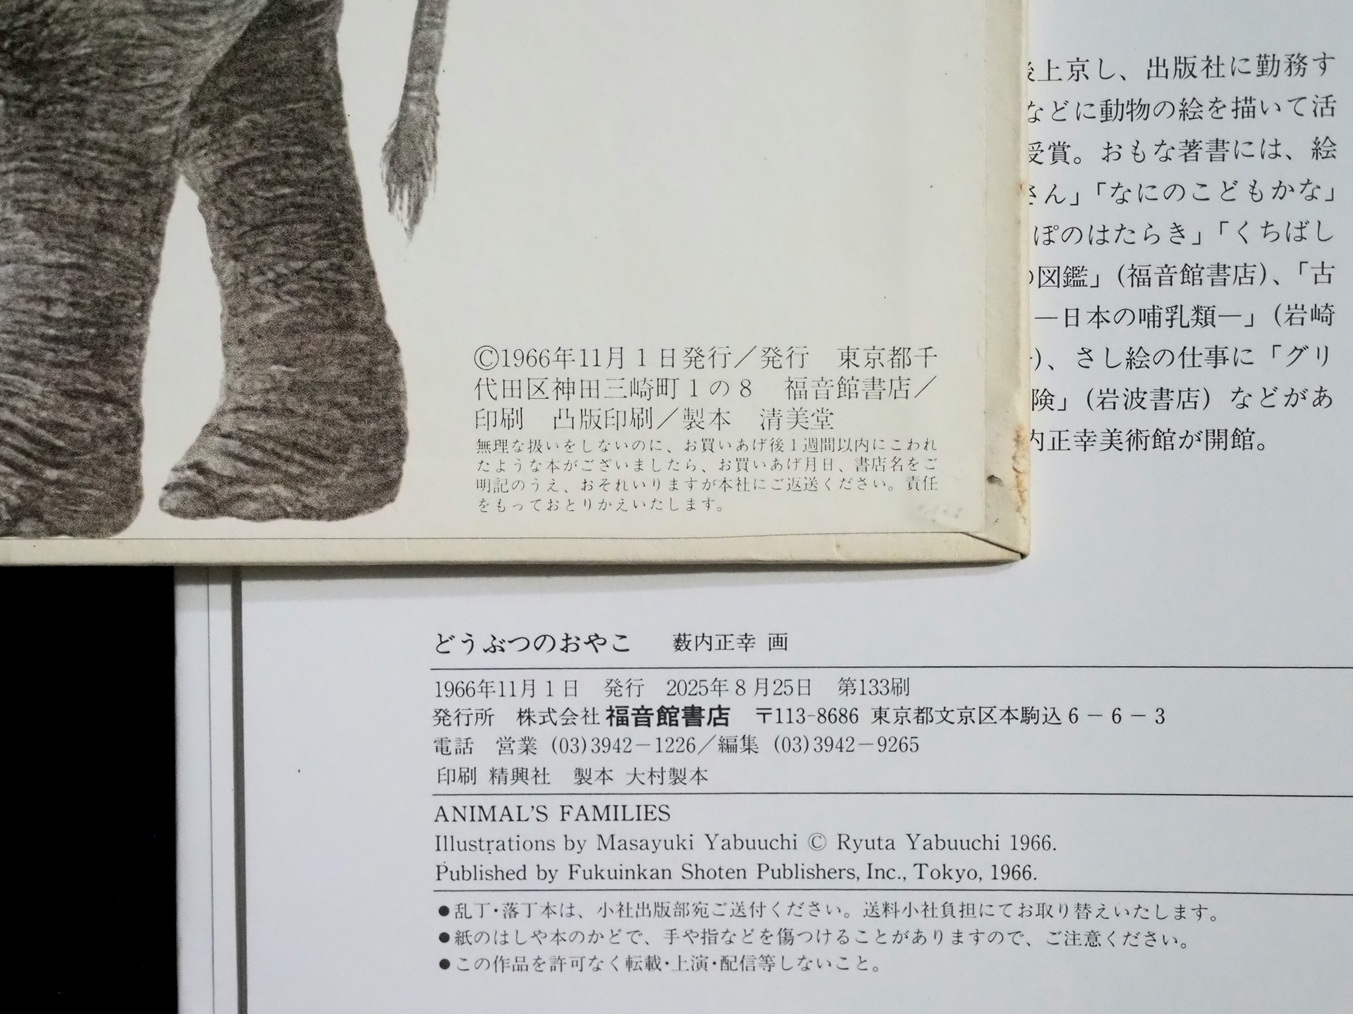 ©1966年11月1日発行／発行　東京都千
代田区神田三崎町1の8　福音館書店／
印刷　凸版印刷／製本　清美堂
無理な扱いをしないのに、お買いあげ後1週間以内にこわれ
たような本がございましたら、お買いあげ月日、書店名をご
明記のうえ、おそれいりますが本社にご返送ください。責任
をもっておとりかえいたします。
後上京し、出版社に勤務す
などに動物の絵を描いて活
受賞。おもな著書には、絵
さん」「なにのこどもかな」
ぽのはたらき」「くちばし
の図鑑」（福音館書店）、「古
―日本の哺乳類―」（岩崎
）、さし絵の仕事に「グリ
険」（岩波書店）などがあ
内正幸美術館が開館。
どうぶつのおやこ　薮内正幸 画
1966年11月1日　発行　2025年8月25日　第133刷
発行所　株式会社 福音館書店　〒113-8686 東京都文京区本駒込6－6－3
電話　営業 (03)3942－1226／編集 (03)3942－9265
印刷 精興社　製本 大村製本
ANIMAL'S FAMILIES
Illustrations by Masayuki Yabuuchi © Ryuta Yabuuchi 1966.
Published by Fukuinkan Shoten Publishers, Inc., Tokyo, 1966.
●乱丁・落丁本は、小社出版部宛ご送付ください。送料小社負担にてお取り替えいたします。
●紙のはしや本のかどで、手や指などを傷つけることがありますので、ご注意ください。
●この作品を許可なく転載・上演・配信等しないこと。